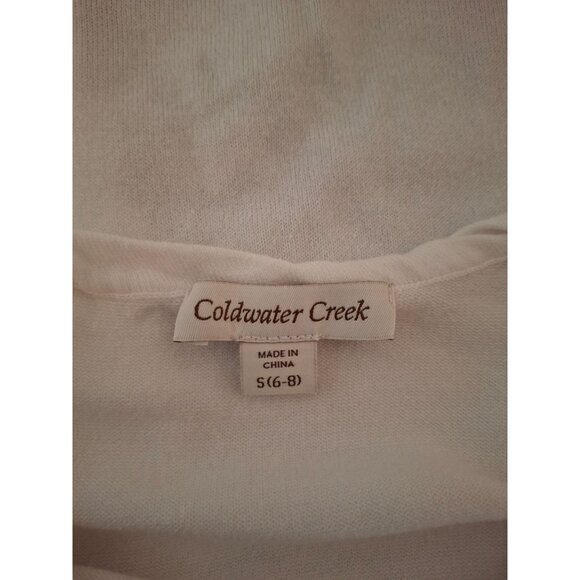 Coldwater Creek
MADE IN
CHINA
S(6-8)